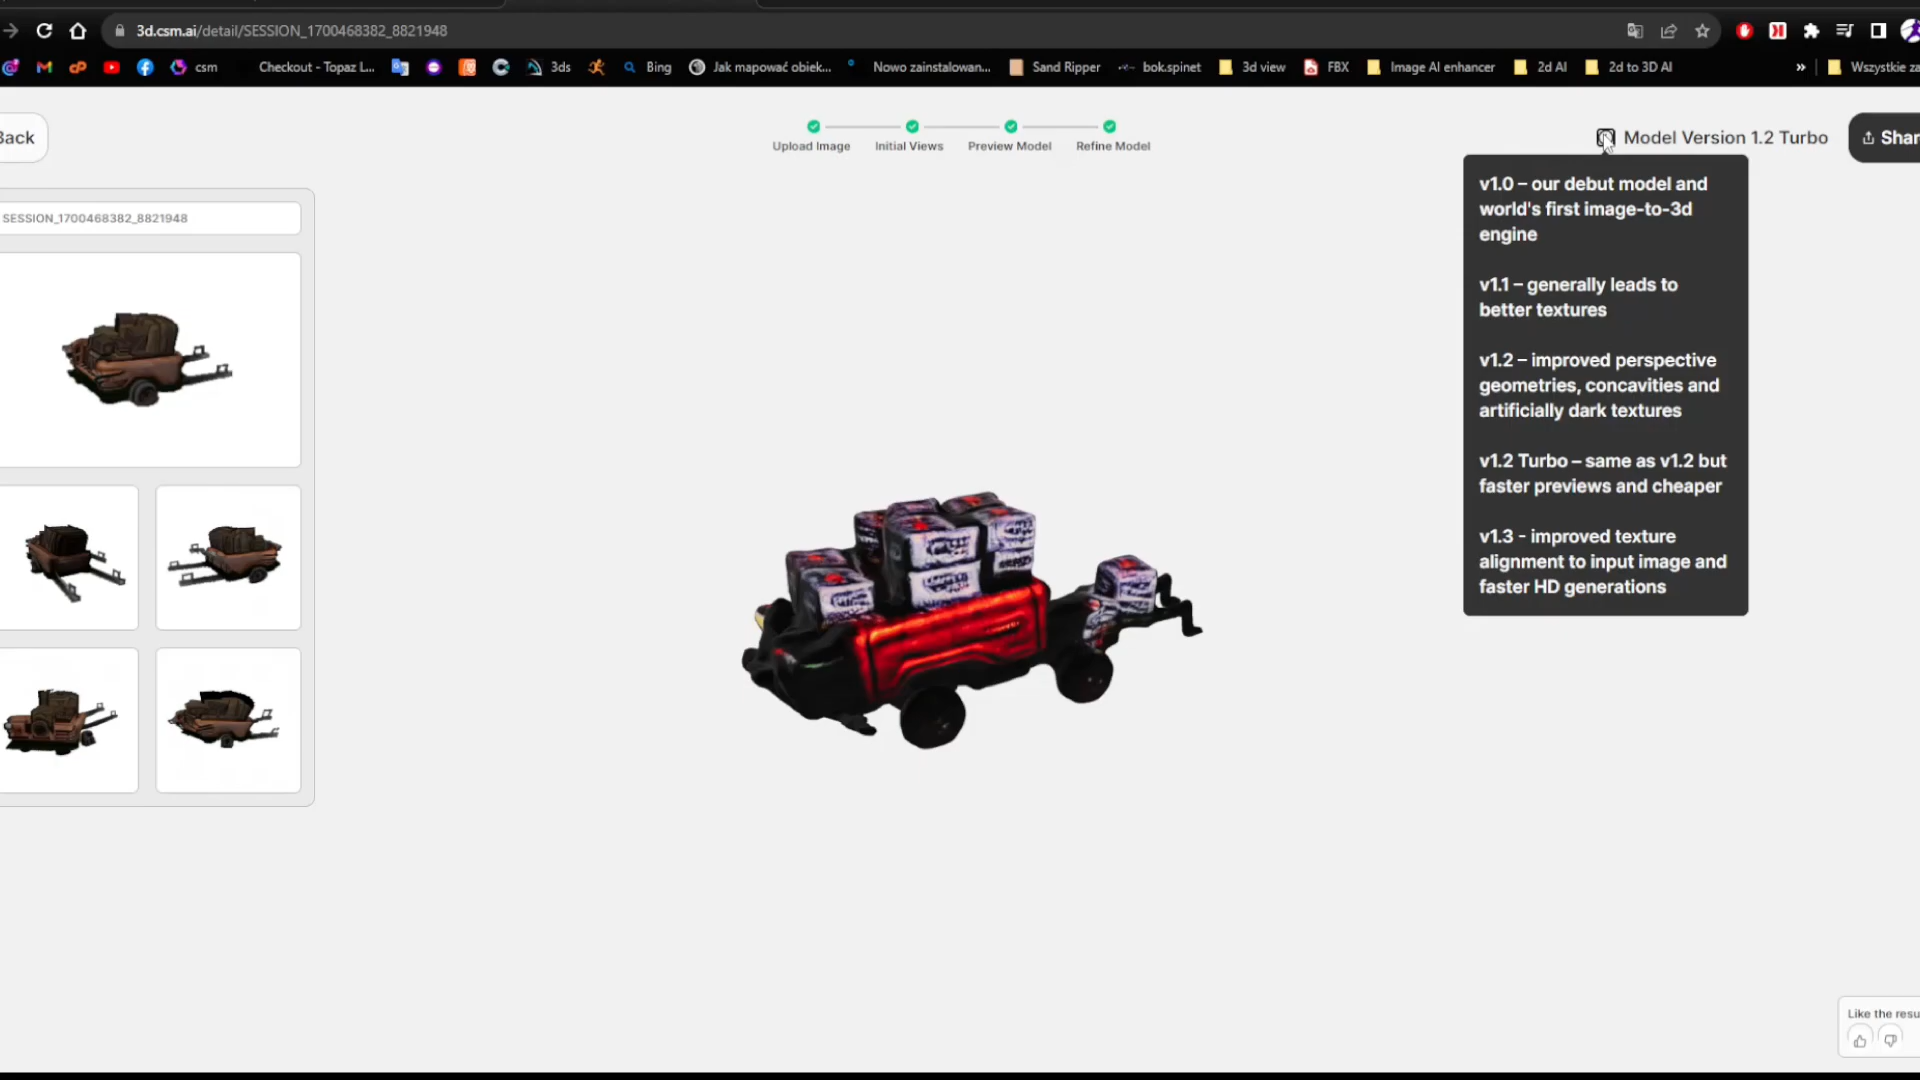 3d.csm.ai/detail/SESSION_1700468382_8821948
csm
Checkout - Topaz L...
3ds
Bing
Jak mapować obiek...
Nowo zainstalowan...
Sand Ripper
bok.spinet
3d view
FBX
Image AI enhancer
2d AI
2d to 3D AI
»
Wszystkie za
Back
Upload Image
Initial Views
Preview Model
Refine Model
Model Version 1.2 Turbo
Shar
SESSION_1700468382_8821948
v1.0 – our debut model and
world's first image-to-3d
engine
v1.1 – generally leads to
better textures
v1.2 – improved perspective
geometries, concavities and
artificially dark textures
v1.2 Turbo – same as v1.2 but
faster previews and cheaper
v1.3 - improved texture
alignment to input image and
faster HD generations
Like the resu